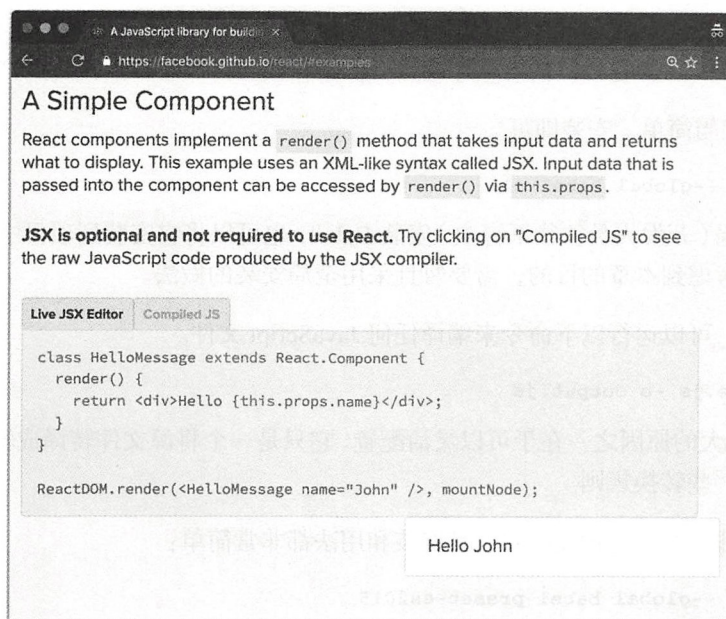 A JavaScript library for buildin
https://facebook.github.io/react/#examples
A Simple Component
React components implement a render() method that takes input data and returns
what to display. This example uses an XML-like syntax called JSX. Input data that is
passed into the component can be accessed by render() via this.props.
JSX is optional and not required to use React. Try clicking on "Compiled JS" to see
the raw JavaScript code produced by the JSX compiler.
Live JSX Editor Compiled JS
class HelloMessage extends React.Component {
render() {
return <div>Hello {this.props.name}</div>;
}
}
ReactDOM.render(<HelloMessage name="John" />, mountNode);
Hello John